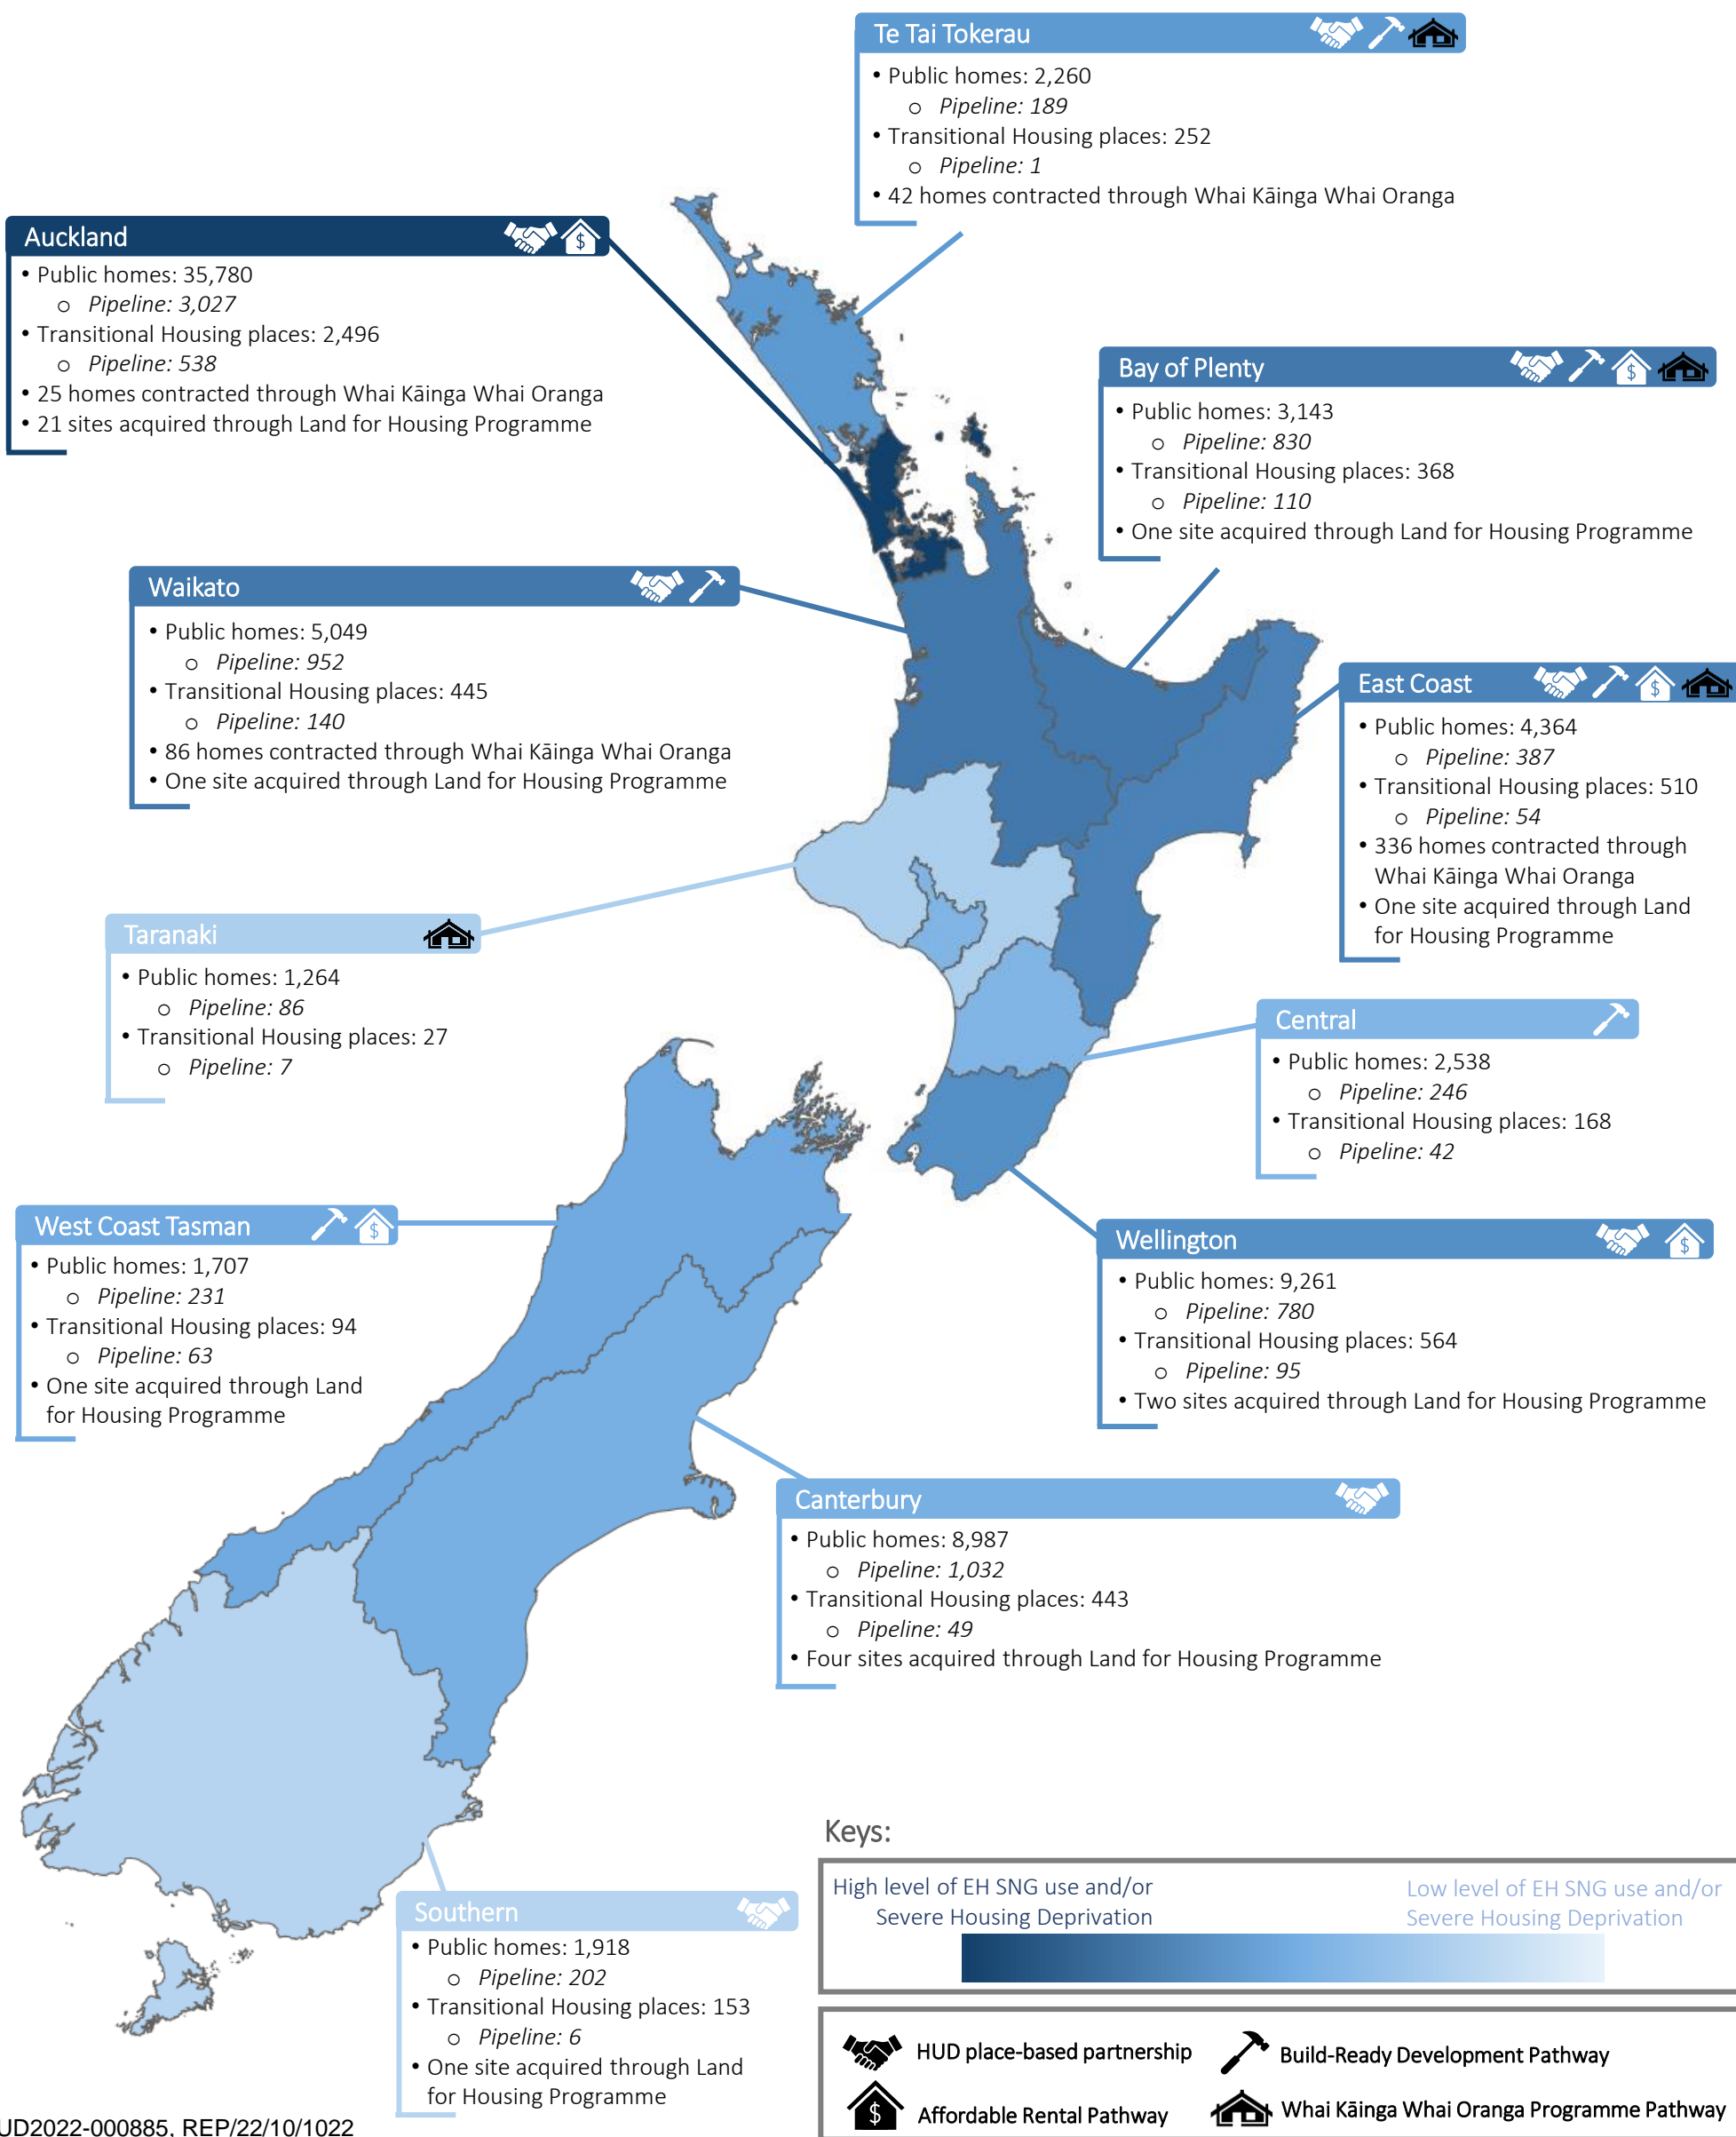 Te Tai Tokerau
• Public homes: 2,260
o Pipeline: 189
• Transitional Housing places: 252
o Pipeline: 1
• 42 homes contracted through Whai Kāinga Whai Oranga
Auckland
• Public homes: 35,780
o Pipeline: 3,027
• Transitional Housing places: 2,496
o Pipeline: 538
• 25 homes contracted through Whai Kāinga Whai Oranga
• 21 sites acquired through Land for Housing Programme
Bay of Plenty
• Public homes: 3,143
o Pipeline: 830
• Transitional Housing places: 368
o Pipeline: 110
• One site acquired through Land for Housing Programme
Waikato
• Public homes: 5,049
o Pipeline: 952
• Transitional Housing places: 445
o Pipeline: 140
• 86 homes contracted through Whai Kāinga Whai Oranga
• One site acquired through Land for Housing Programme
East Coast
• Public homes: 4,364
o Pipeline: 387
• Transitional Housing places: 510
o Pipeline: 54
• 336 homes contracted through
Whai Kāinga Whai Oranga
• One site acquired through Land
for Housing Programme
Taranaki
• Public homes: 1,264
o Pipeline: 86
• Transitional Housing places: 27
o Pipeline: 7
Central
• Public homes: 2,538
o Pipeline: 246
• Transitional Housing places: 168
o Pipeline: 42
West Coast Tasman
• Public homes: 1,707
o Pipeline: 231
• Transitional Housing places: 94
o Pipeline: 63
• One site acquired through Land
for Housing Programme
Wellington
• Public homes: 9,261
o Pipeline: 780
• Transitional Housing places: 564
o Pipeline: 95
• Two sites acquired through Land for Housing Programme
Canterbury
• Public homes: 8,987
o Pipeline: 1,032
• Transitional Housing places: 443
o Pipeline: 49
• Four sites acquired through Land for Housing Programme
Southern
• Public homes: 1,918
o Pipeline: 202
• Transitional Housing places: 153
o Pipeline: 6
• One site acquired through Land
for Housing Programme
Keys:
High level of EH SNG use and/or
Severe Housing Deprivation
Low level of EH SNG use and/or
Severe Housing Deprivation
HUD place-based partnership
Build-Ready Development Pathway
$ Affordable Rental Pathway
Whai Kāinga Whai Oranga Programme Pathway
UD2022-000885, REP/22/10/1022